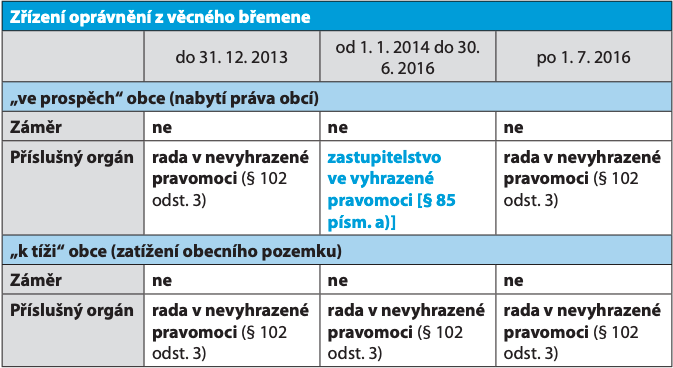 Zřízení oprávnění z věcného břemene
do 31. 12. 2013
od 1. 1. 2014 do 30.
6. 2016
po 1. 7. 2016
„ve prospěch“ obce (nabytí práva obcí)
Záměr ne ne ne
Příslušný orgán
rada v nevyhrazené
pravomoci (§ 102
odst. 3)
zastupitelstvo
ve vyhrazené
pravomoci [§ 85
písm. a)]
rada v nevyhrazené
pravomoci (§ 102
odst. 3)
„k tíži“ obce (zatížení obecního pozemku)
Záměr ne ne ne
Příslušný orgán
rada v nevyhrazené
pravomoci (§ 102
odst. 3)
rada v nevyhrazené
pravomoci (§ 102
odst. 3)
rada v nevyhrazené
pravomoci (§ 102
odst. 3)